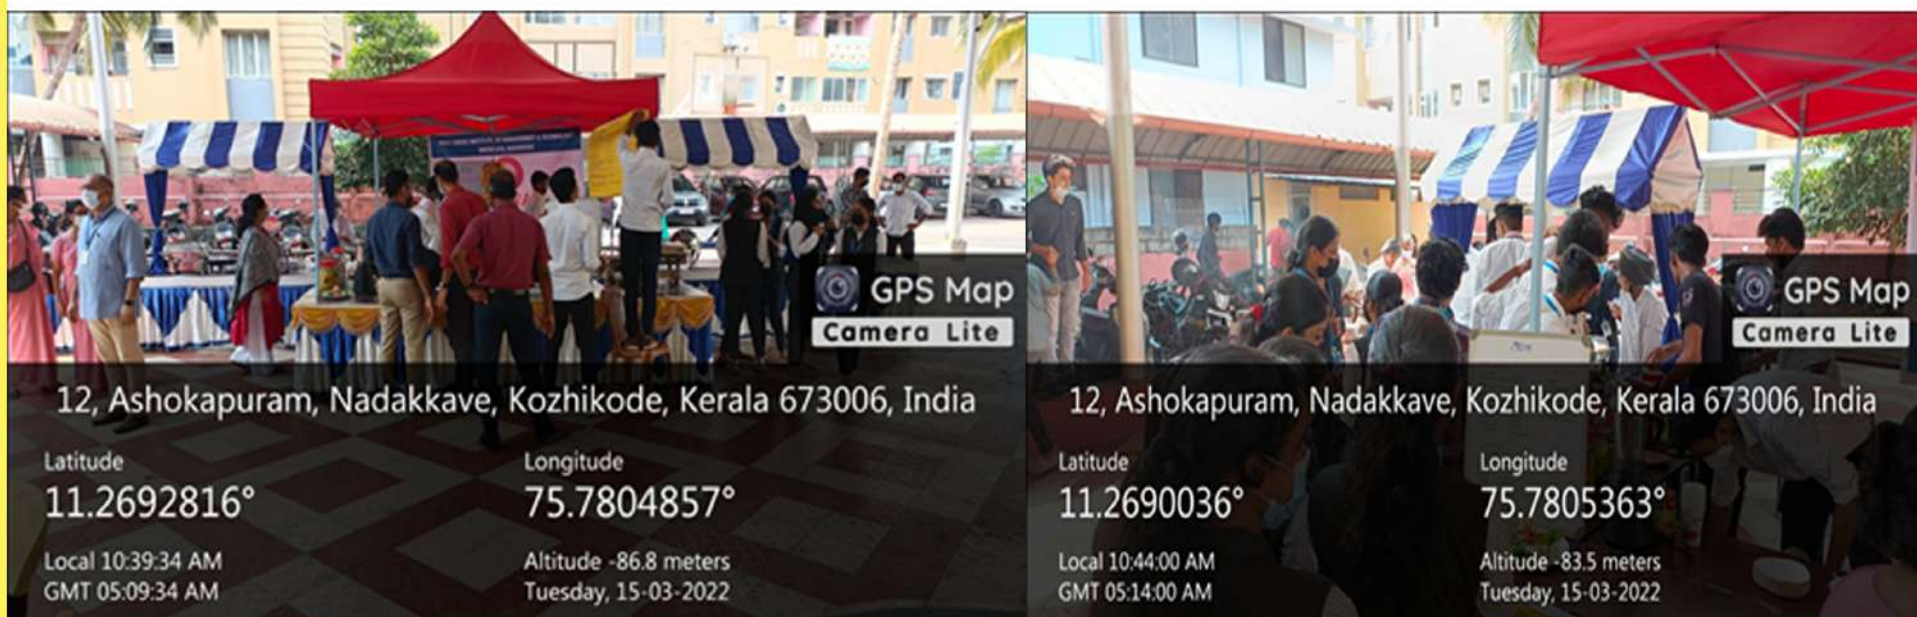 GPS Map
Camera Lite
12, Ashokapuram, Nadakkave, Kozhikode, Kerala 673006, India
Latitude
11.2692816°
Longitude
75.7804857°
Local 10:39:34 AM
GMT 05:09:34 AM
Altitude -86.8 meters
Tuesday, 15-03-2022
GPS Map
Camera Lite
12, Ashokapuram, Nadakkave, Kozhikode, Kerala 673006, India
Latitude
11.2690036°
Longitude
75.7805363°
Local 10:44:00 AM
GMT 05:14:00 AM
Altitude -83.5 meters
Tuesday, 15-03-2022